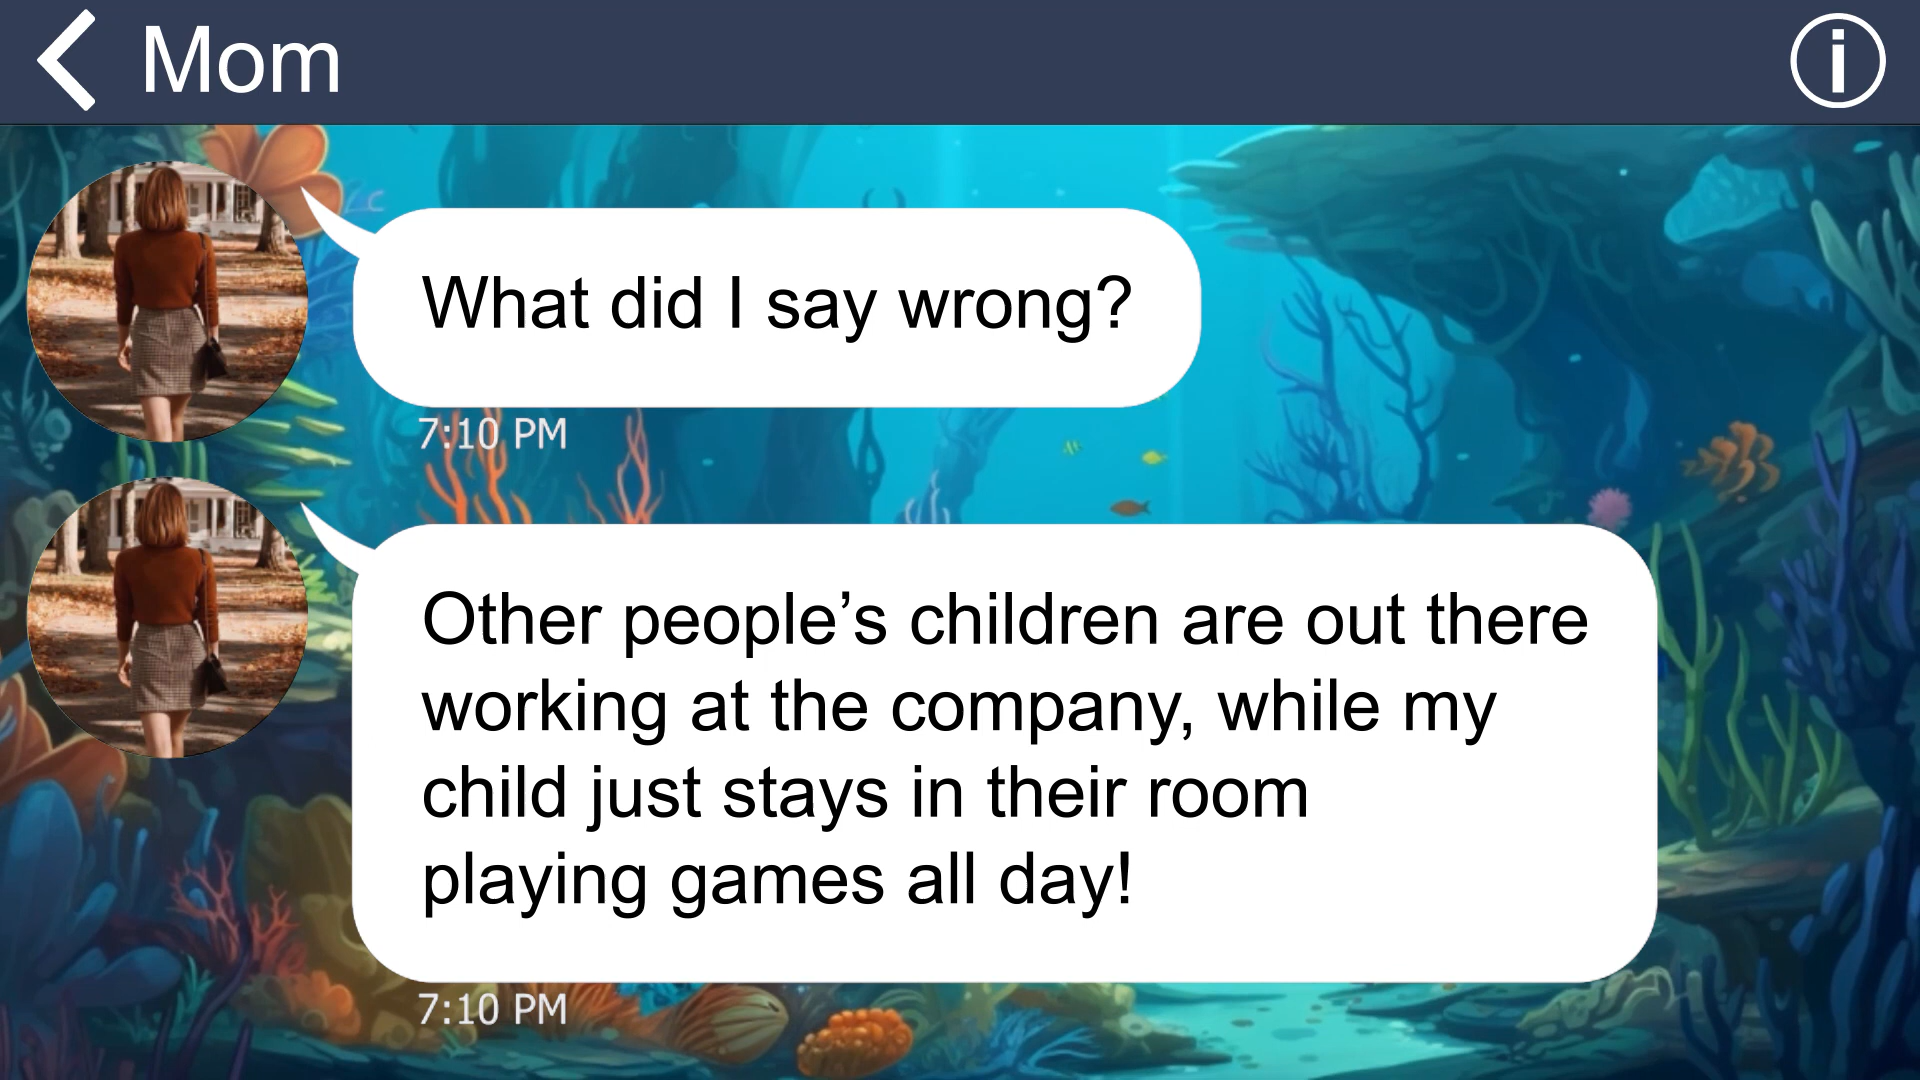 Mom
What did I say wrong?
7:10 PM
Other people’s children are out there
working at the company, while my
child just stays in their room
playing games all day!
7:10 PM